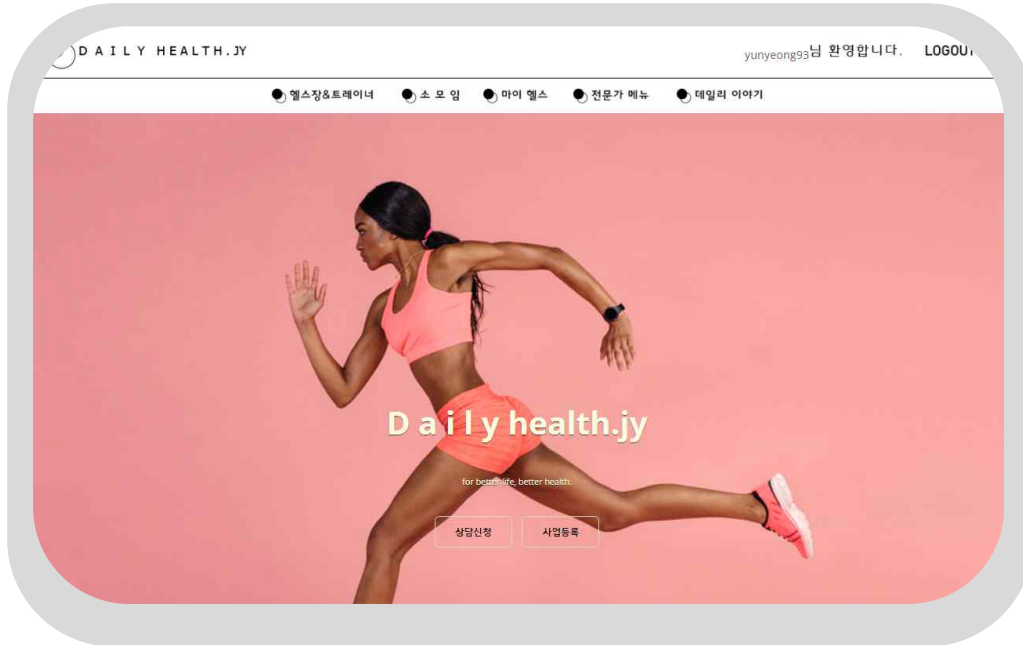 DAILY HEALTH.JY
yunyeong93님 환영합니다.
LOGOUT
헬스장&트레이너
소 모 임
마이 헬스
전문가 메뉴
데일리 이야기
Daily health.jy
for better life, better health.
상담신청
사업등록